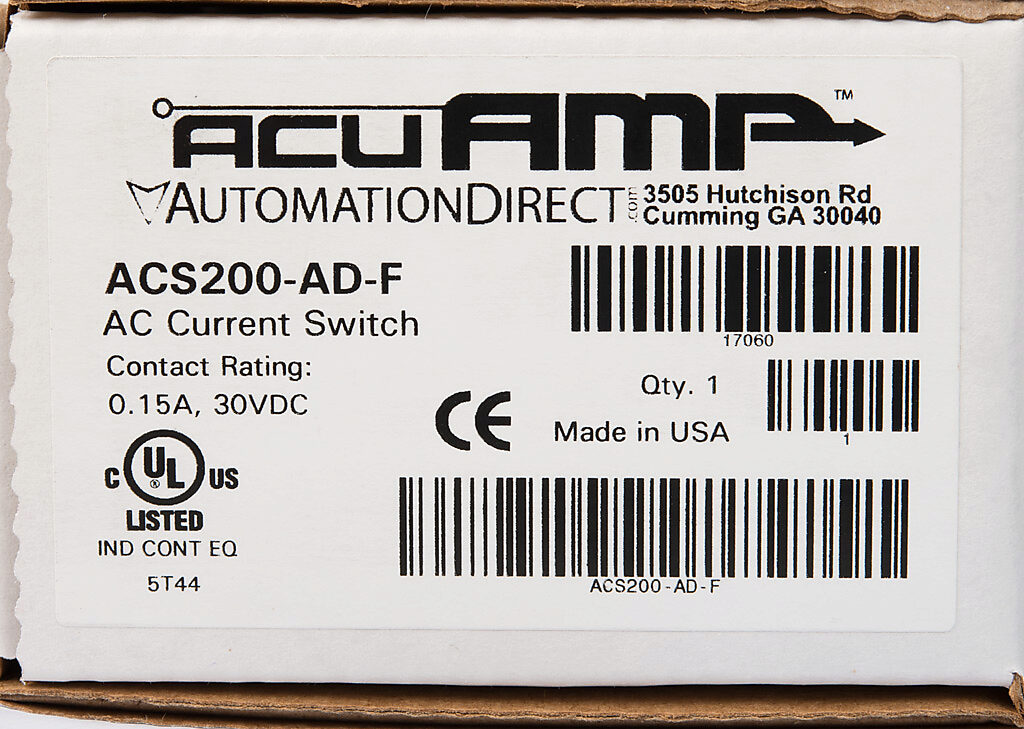 ACUAMP™
AUTOMATIONDIRECT.com
3505 Hutchison Rd
Cumming GA 30040
ACS200-AD-F
AC Current Switch
Contact Rating:
0.15A, 30VDC
17060
Qty. 1
1
Made in USA
CE
C UL® US
LISTED
IND CONT EQ
5T44
ACS200-AD-F